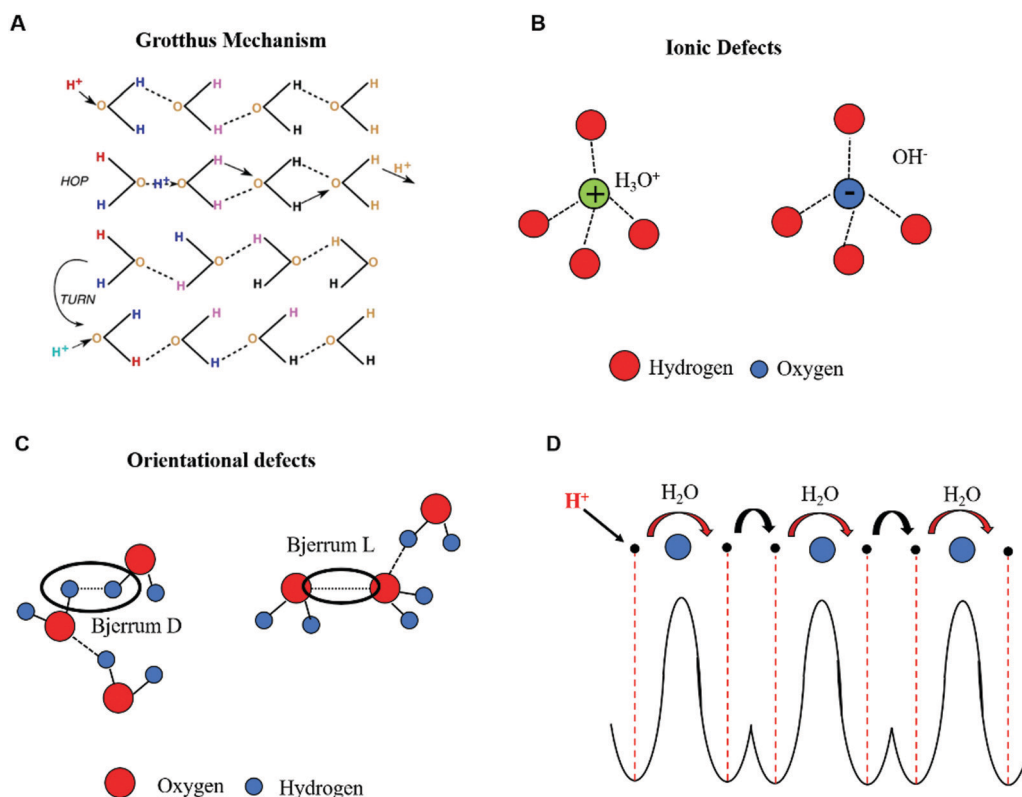 A
Grotthus Mechanism
H+ H H H H
O O O O
H H H H
H H H H
HOP O H+ O O O H+
H H H H
H H H H
O O O O
H H H H
TURN
H H H H
O O O O
H+ H H H H
B
Ionic Defects
H3O+
+
OH-
-
Hydrogen Oxygen
C
Orientational defects
Bjerrum L
Bjerrum D
Oxygen Hydrogen
D
H+
H2O H2O H2O